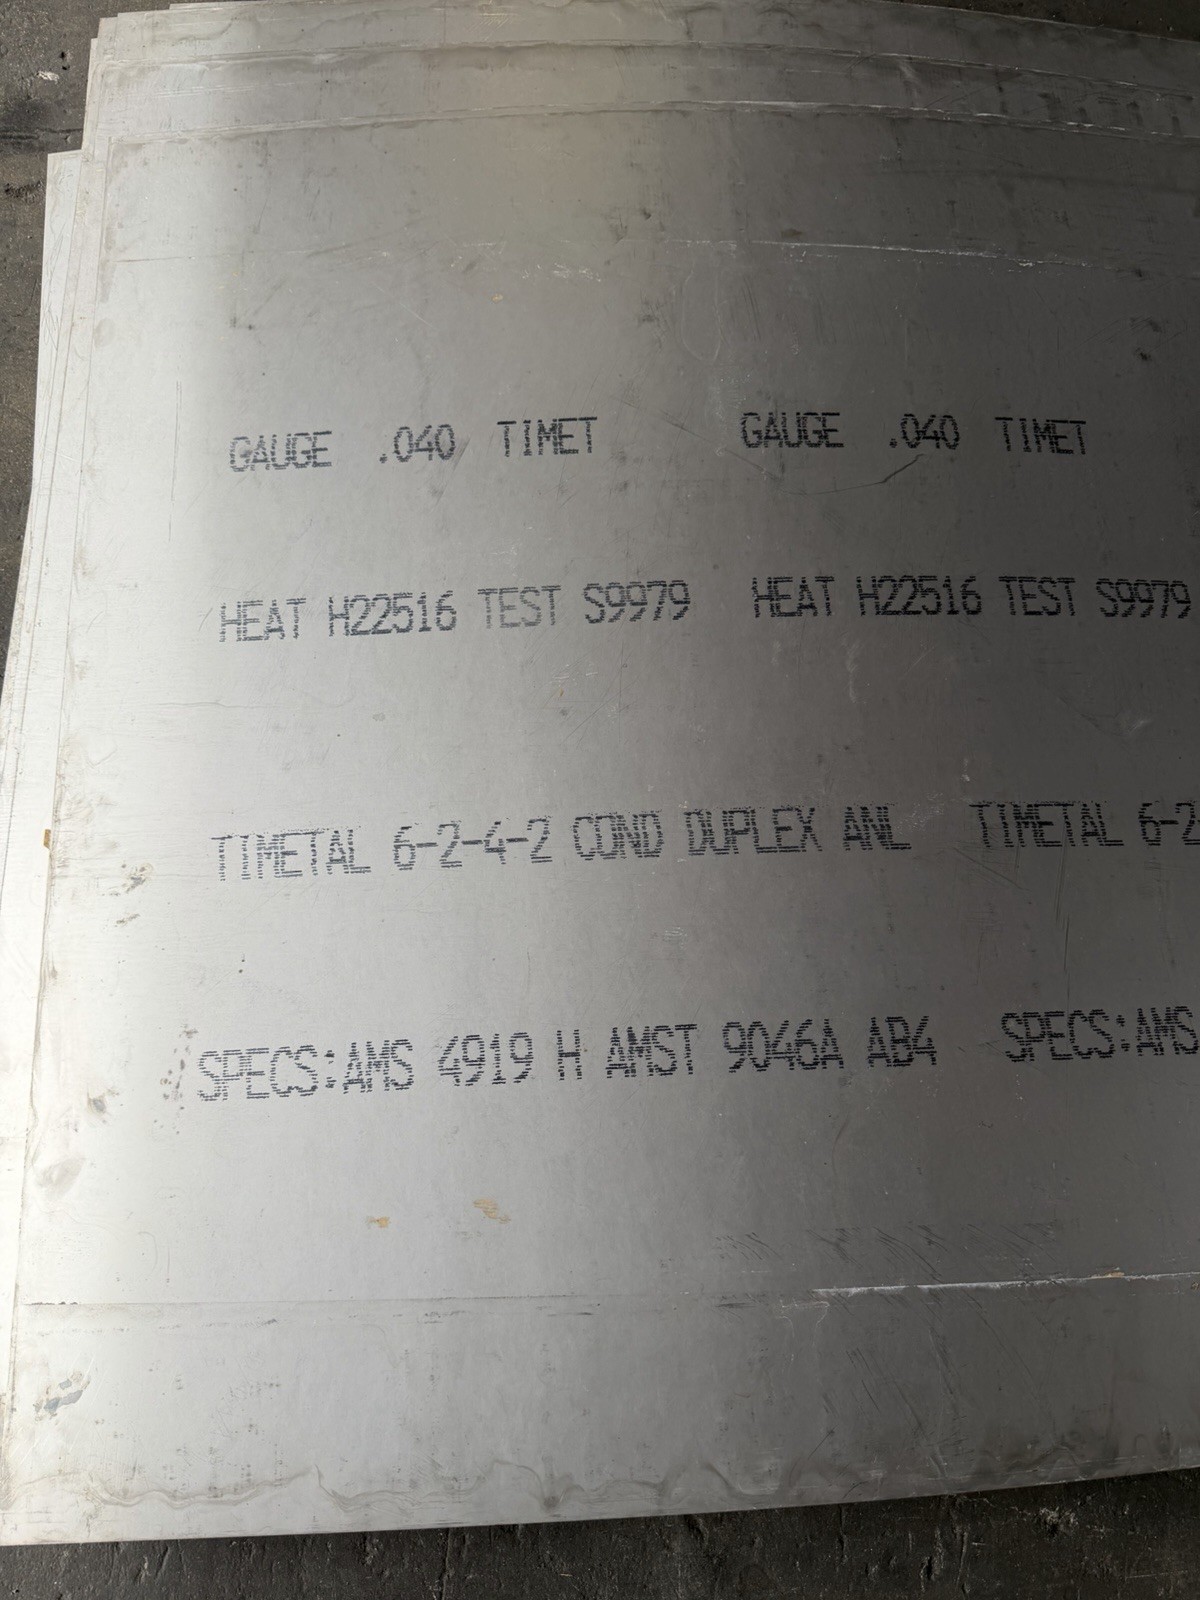 GAUGE .040 TIMET GAUGE .040 TIMET
HEAT H22516 TEST S9979 HEAT H22516 TEST S9979
TIMETAL 6-2-4-2 COND DUPLEX ANL TIMETAL 6-2
SPECS:AMS 4919 H AMST 9046A AB4 SPECS:AMS